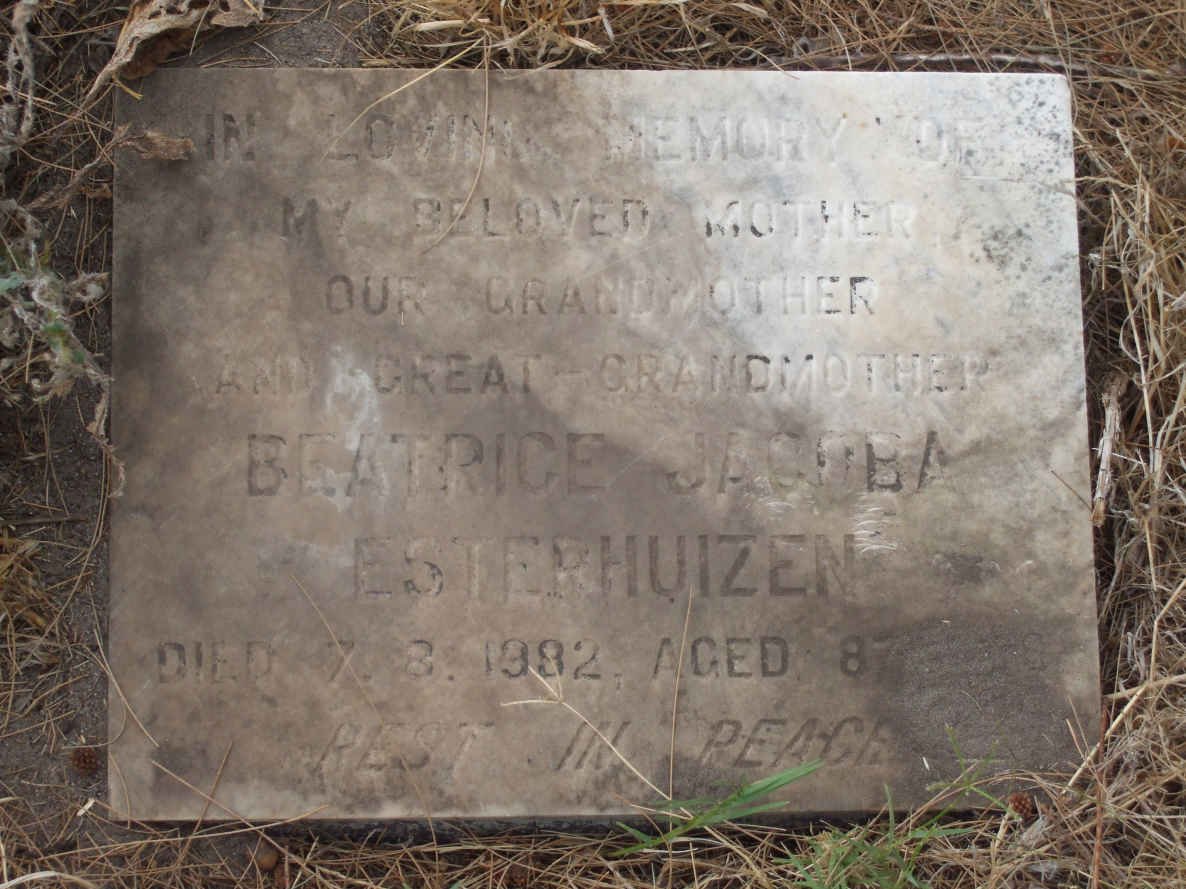 IN LOVING MEMORY OF
MY BELOVED MOTHER
OUR GRANDMOTHER
AND GREAT-GRANDMOTHER
BEATRICE JACOBA
ESTERHUIZEN
DIED 7. 8. 1982, AGED
REST IN PEACE